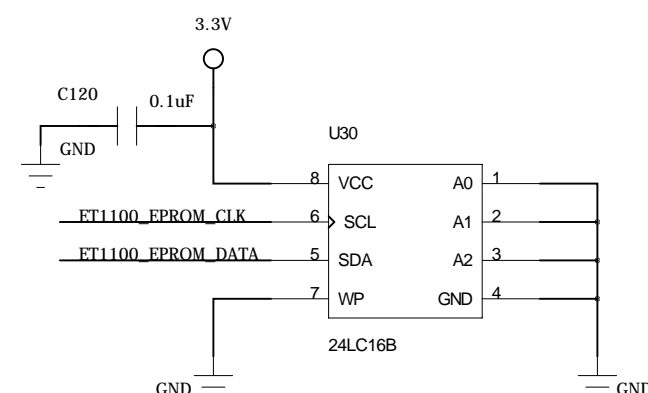 3.3V
C120
0.1uF
GND
U30
8 VCC A0 1
ET1100_EPROM_CLK 6 SCL A1 2
ET1100_EPROM_DATA 5 SDA A2 3
7 WP GND 4
24LC16B
GND
GND